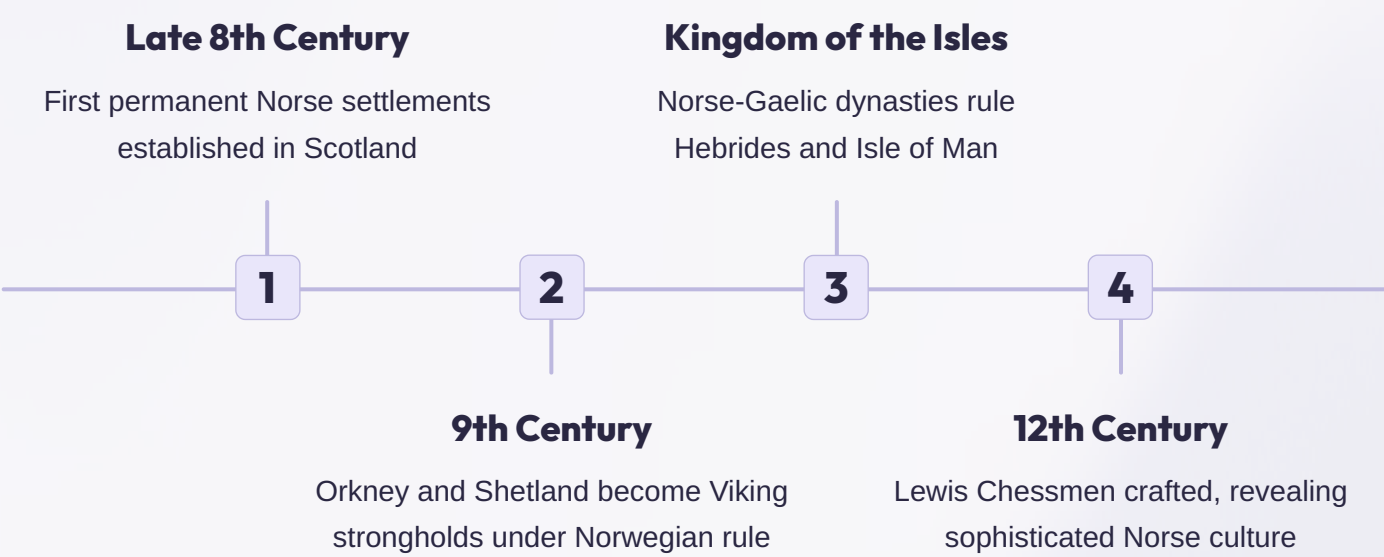 Late 8th Century
First permanent Norse settlements
established in Scotland
Kingdom of the Isles
Norse-Gaelic dynasties rule
Hebrides and Isle of Man
1
2
3
4
9th Century
Orkney and Shetland become Viking
strongholds under Norwegian rule
12th Century
Lewis Chessmen crafted, revealing
sophisticated Norse culture